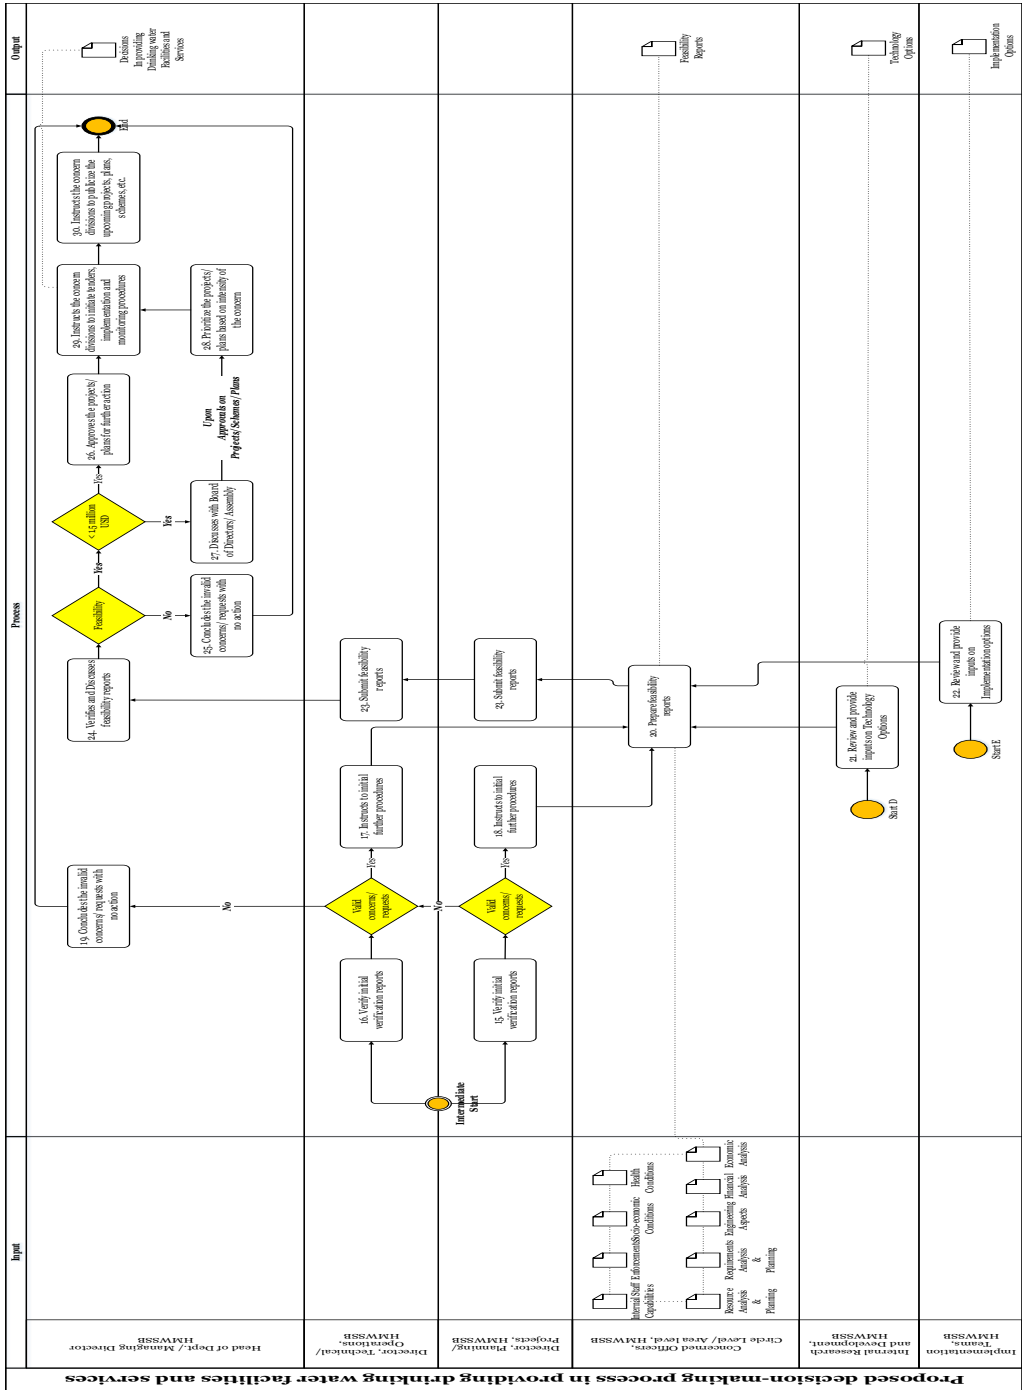 Proposed decision-making process in providing drinking water facilities and services
Input
Process
Output
Head of Dept./ Managing Director
HMWSSB
19. Concludes the invalid
concerns/ requests with
no action
24. Verifies and Discusses
feasibility reports
Feasibility
No
25. Concludes the invalid
concerns/ requests with
no action
Yes
< 1.5 million
USD
Yes
27. Discusses with Board
of Directors/ Assembly
Yes
26. Approves the projects/
plans for further action
Upon
Approvals on
Projects/ Schemes/ Plans
28. Prioritize the projects/
plans based on intensity of
the concern
29. Instructs the concern
divisions to initiate tenders,
implementation and
monitoring procedures
30. Instructs the concern
divisions to publicize the
upcoming projects, plans,
schemes, etc.
End
Decisions
In providing
Drinking water
Facilities and
Services
Director, Technical/
Operations,
HMWSSB
16. Verify initial
verification reports
Valid
concerns/
requests
No
Yes
17. Instructs to initial
further procedures
23. Submit feasibility
reports
Director, Planning/
Projects, HMWSSB
Intermediate
Start
15. Verify initial
verification reports
Valid
concerns/
requests
No
Yes
18. Instructs to initial
further procedures
23. Submit feasibility
reports
Concerned Officers,
Circle Level/ Area level, HMWSSB
Internal Staff
Capabilities
Enforcements
Socio-economic
Conditions
Health
Conditions
Resource
Analysis
&
Planning
Requirements
Analysis
&
Planning
Engineering
Aspects
Financial
Analysis
Economic
Analysis
20. Prepare feasibility
reports
Feasibility
Reports
Internal Research
and Development,
HMWSSB
Start D
21. Review and provide
inputs on Technology
Options
Technology
Options
Implementation
Teams
HMWSSB
Start E
22. Review and provide
inputs on
Implementation options
Implementation
Options